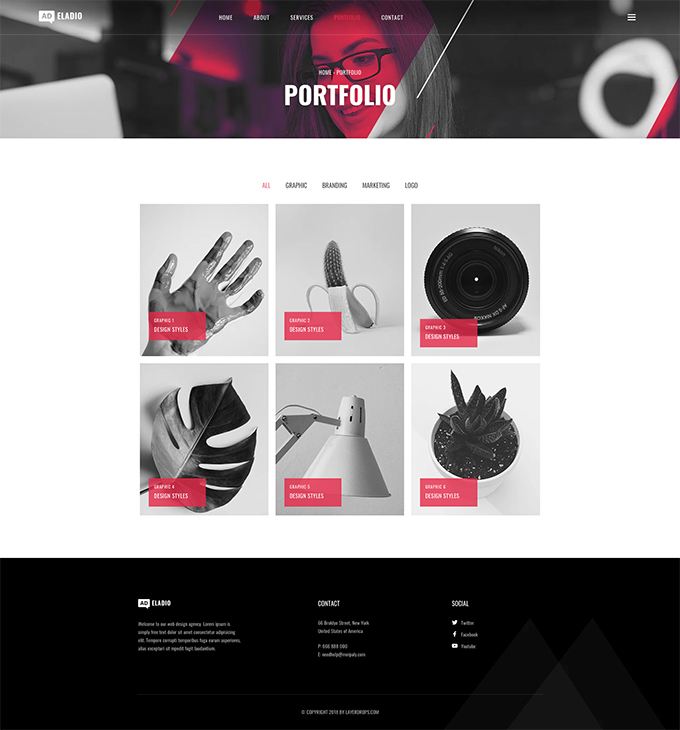 AD ELADIO
HOME ABOUT SERVICES PORTFOLIO CONTACT
HOME - PORTFOLIO
PORTFOLIO
ALL GRAPHIC BRANDING MARKETING LOGO
GRAPHIC 1
DESIGN STYLES
GRAPHIC 2
DESIGN STYLES
GRAPHIC 3
DESIGN STYLES
GRAPHIC 4
DESIGN STYLES
GRAPHIC 5
DESIGN STYLES
GRAPHIC 6
DESIGN STYLES
AD ELADIO
Welcome to our web design agency. Lorem ipsum is
simply free text dolor sit amet consectetur adipiscing
elit. Tempore corrupti temporibus fuga earum asperiores,
alias excepturi sit expedit fugit laudantium.
CONTACT
66 Broklyn Street, New York
United States of America
P: 666 888 000
E: needhelp@
SOCIAL
Twitter
Facebook
Youtube
© COPYRIGHT 2018 BY LAYERDROPS.COM